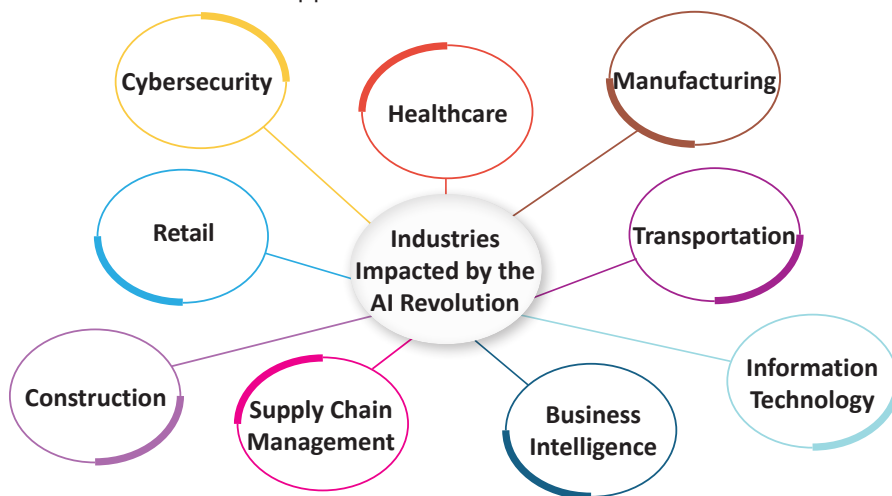 Cybersecurity
Healthcare
Manufacturing
Retail
Industries
Impacted by the
AI Revolution
Transportation
Construction
Supply Chain
Management
Business
Intelligence
Information
Technology